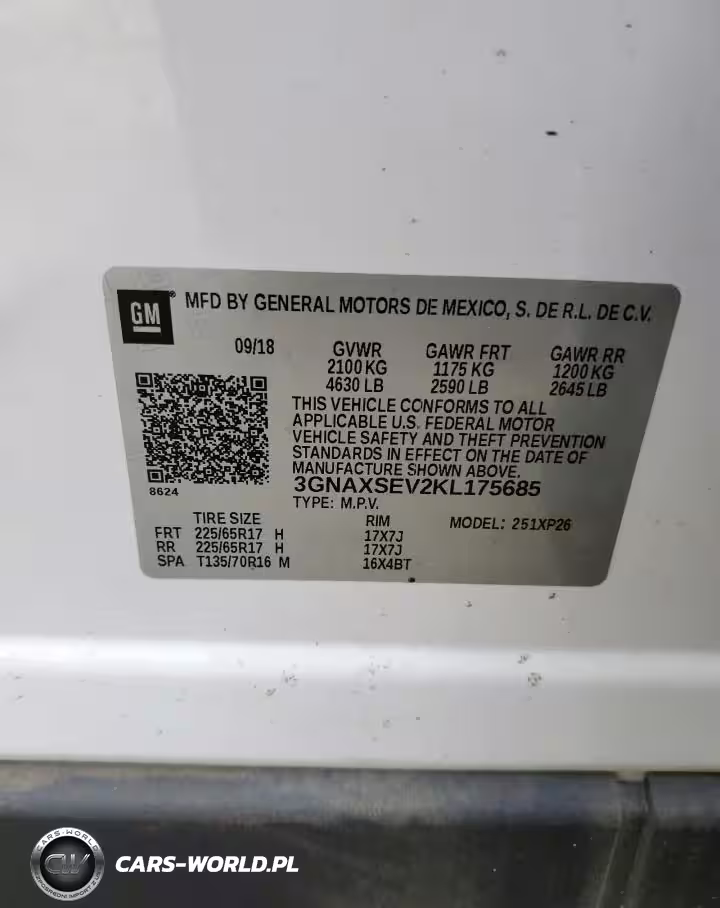 GM
® MFD BY GENERAL MOTORS DE MEXICO, S. DE R.L. DE C.V.
09/18 GVWR GAWR FRT GAWR RR
2100 KG 1175 KG 1200 KG
4630 LB 2590 LB 2645 LB
THIS VEHICLE CONFORMS TO ALL
APPLICABLE U.S. FEDERAL MOTOR
VEHICLE SAFETY AND THEFT PREVENTION
STANDARDS IN EFFECT ON THE DATE OF
MANUFACTURE SHOWN ABOVE.
8624 3GNAXSEV2KL175685
TYPE: M.P.V.
TIRE SIZE RIM MODEL: 251XP26
FRT 225/65R17 H 17X7J
RR 225/65R17 H 17X7J
SPA T135/70R16 M 16X4BT
CARS-WORLD
CW
CARS-WORLD.PL